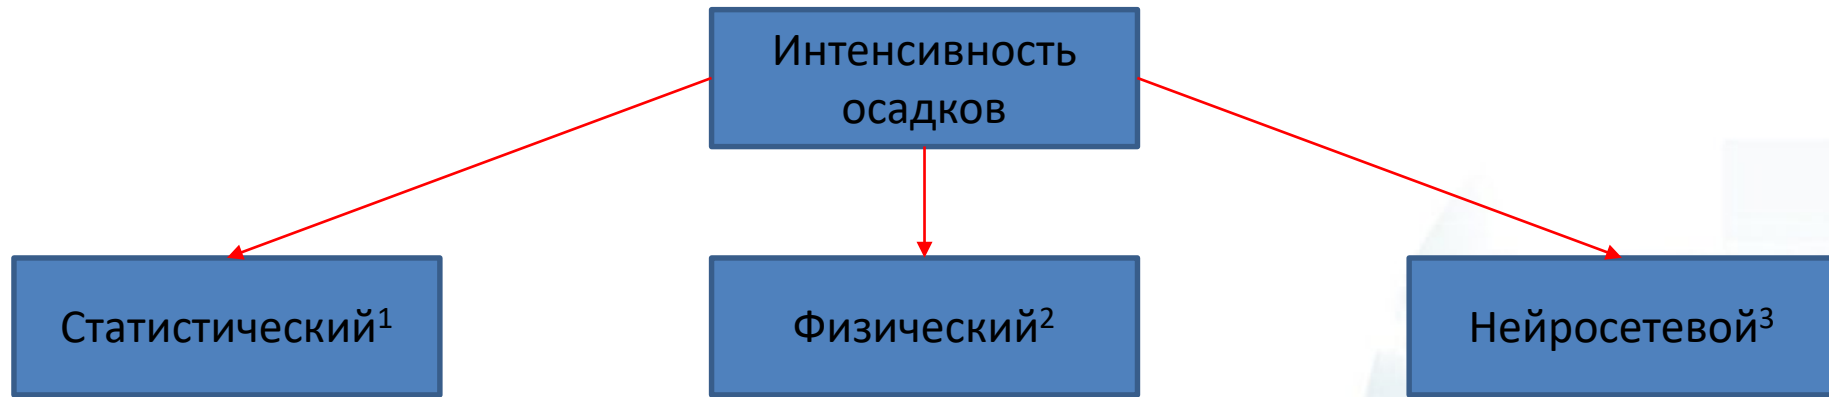 Интенсивность
осадков
Статистический¹
Физический²
Нейросетевой³